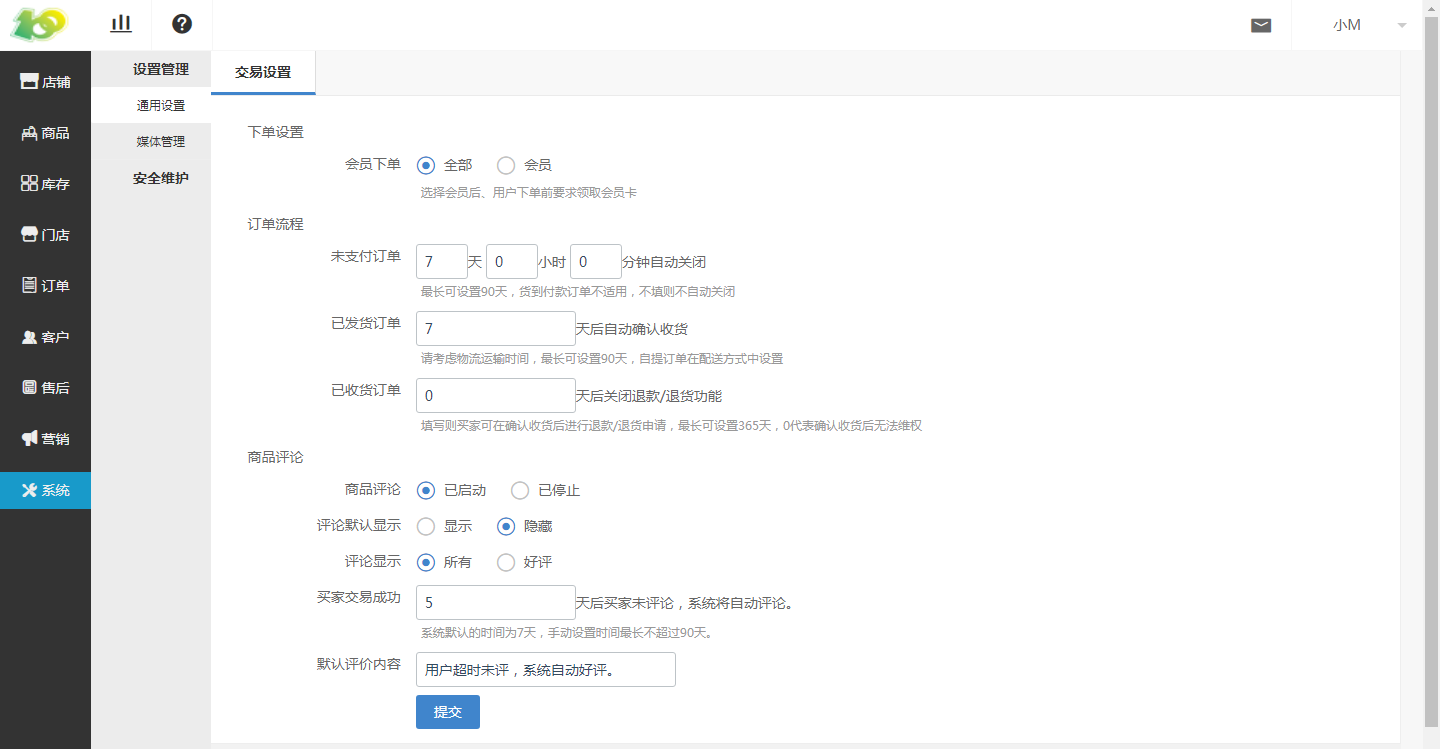 小M
店铺
商品
库存
门店
订单
客户
售后
营销
系统
设置管理
通用设置
媒体管理
安全维护
交易设置
下单设置
会员下单 全部 会员
选择会员后、用户下单前要求领取会员卡
订单流程
未支付订单 7 天 0 小时 0 分钟自动关闭
最长可设置90天，货到付款订单不适用，不填则不自动关闭
已发货订单 7 天后自动确认收货
请考虑物流运输时间，最长可设置90天，自提订单在配送方式中设置
已收货订单 0 天后关闭退款/退货功能
填写则买家可在确认收货后进行退款/退货申请，最长可设置365天，0代表确认收货后无法维权
商品评论
商品评论 已启动 已停止
评论默认显示 显示 隐藏
评论显示 所有 好评
买家交易成功 5 天后买家未评论，系统将自动评论。
系统默认的时间为7天，手动设置时间最长不超过90天。
默认评价内容 用户超时未评，系统自动好评。
提交